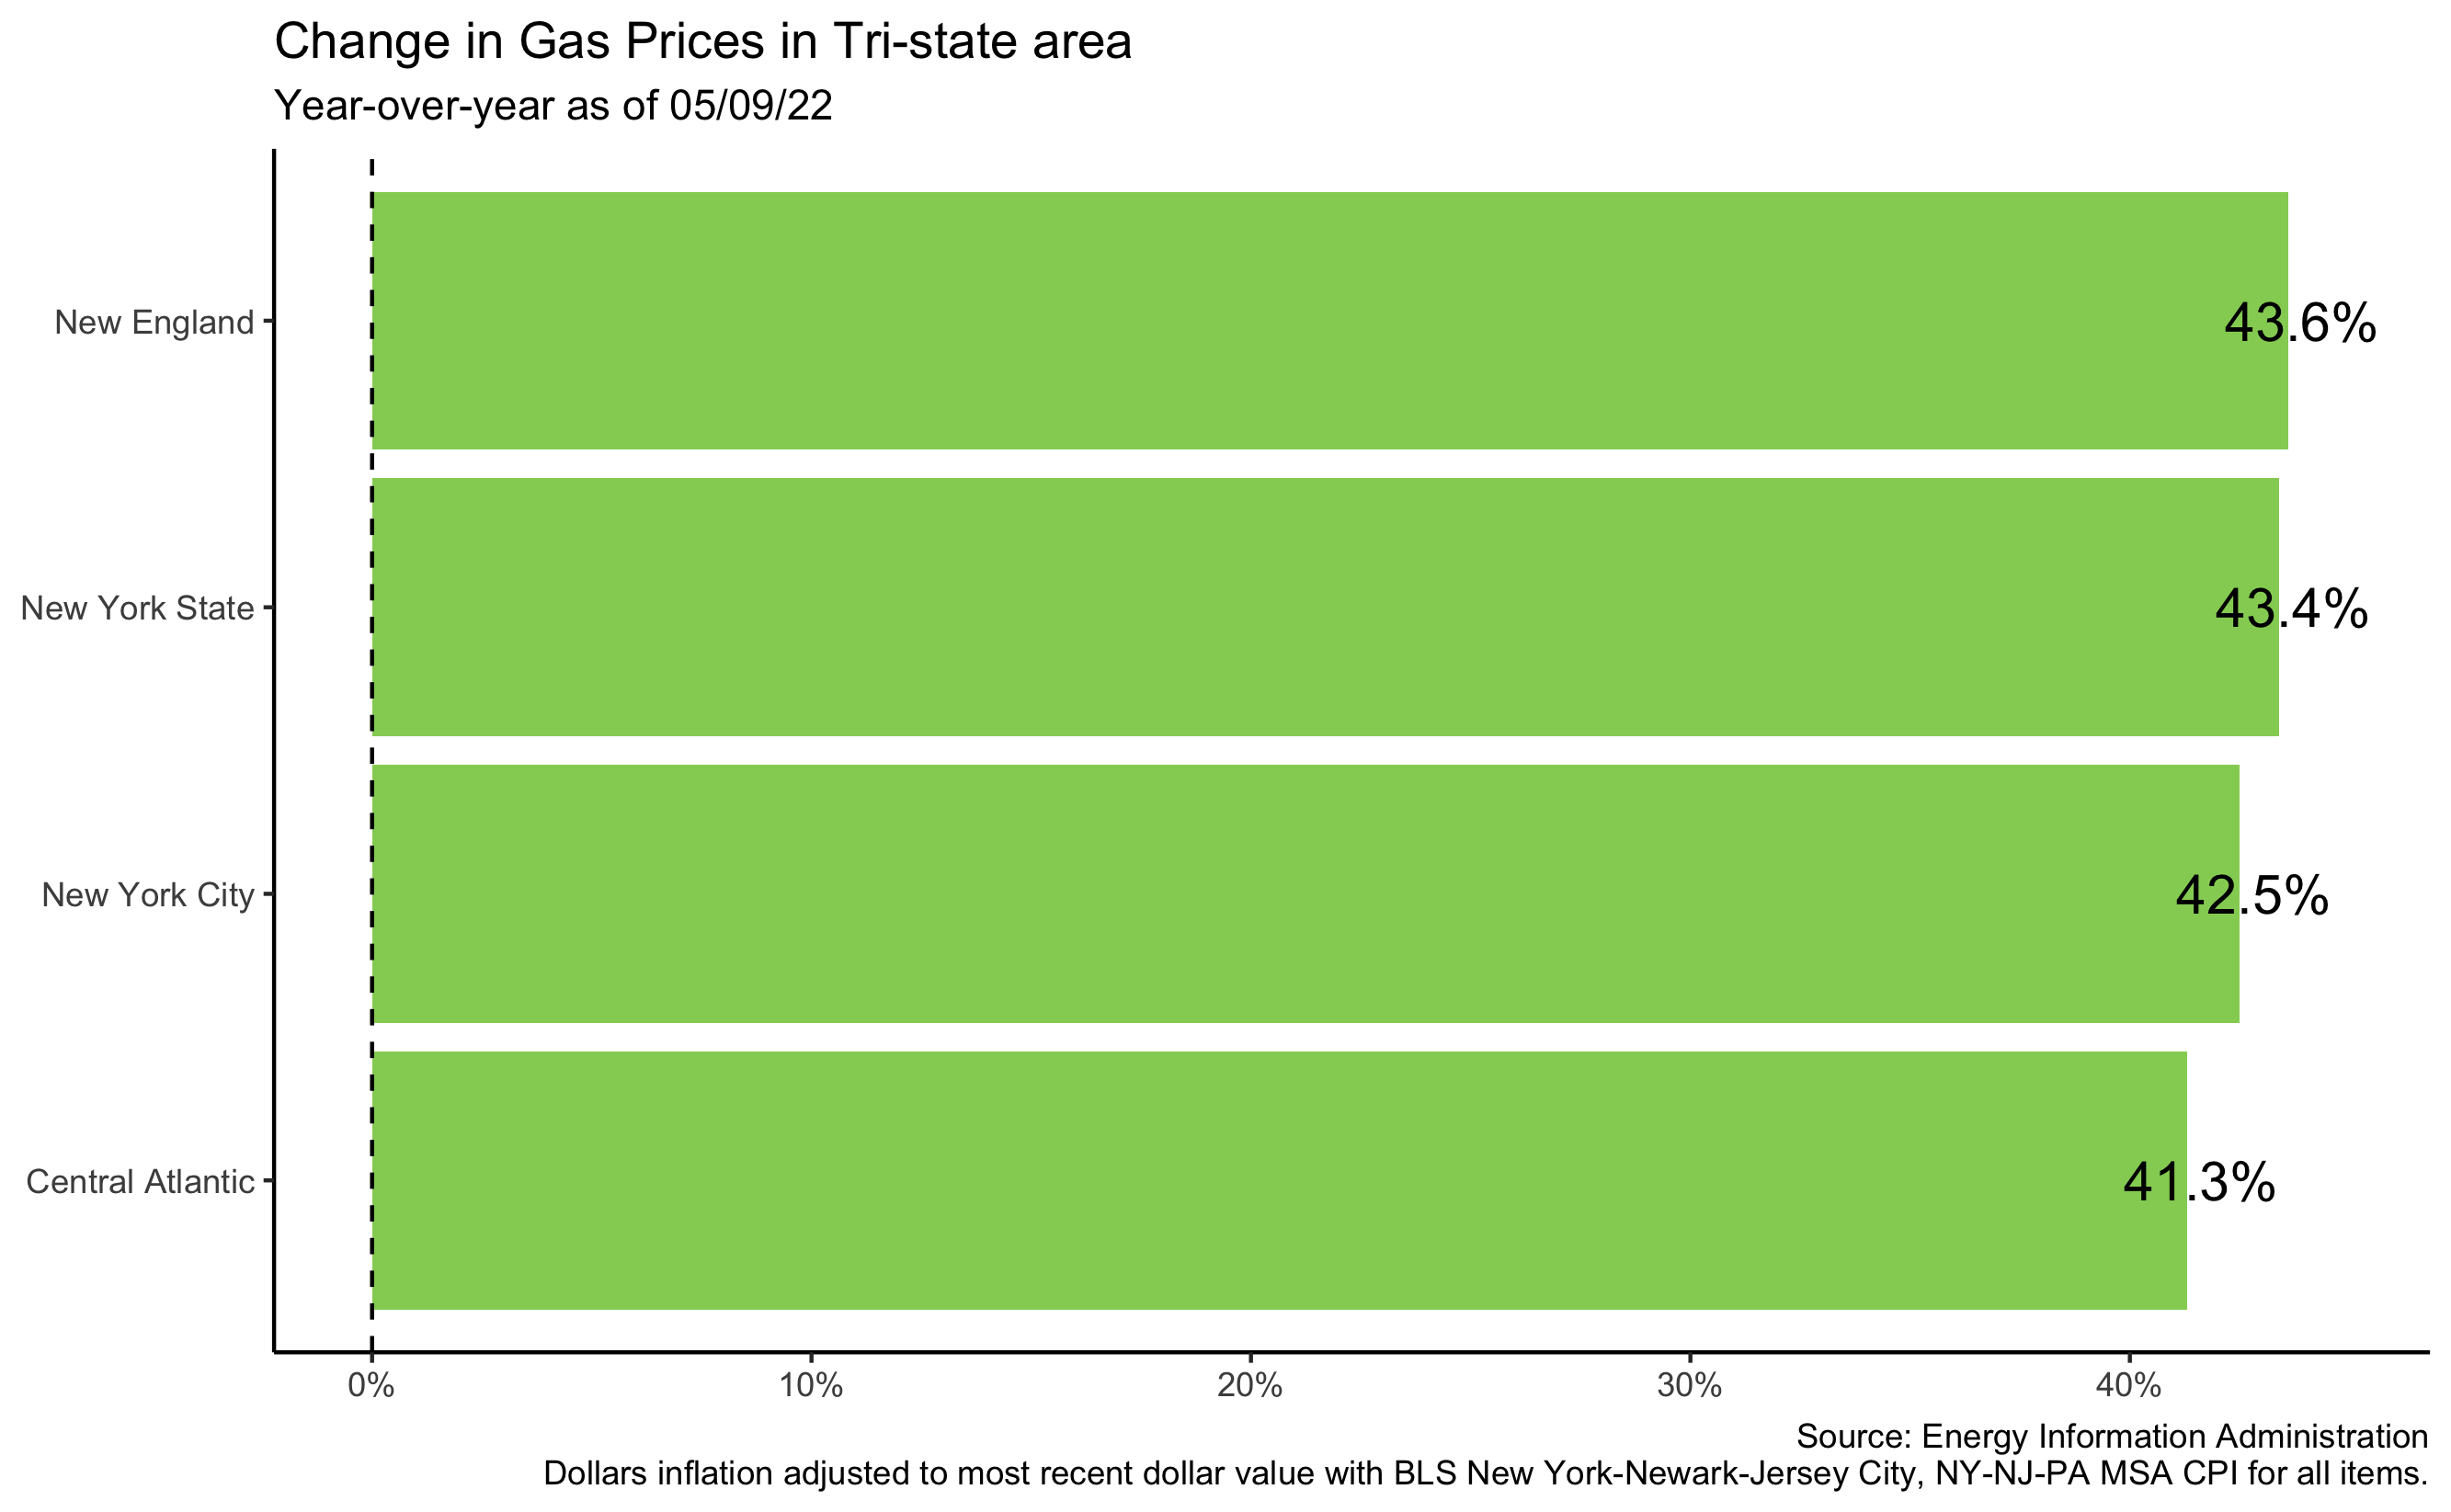 Change in Gas Prices in Tri-state area
Year-over-year as of 05/09/22
New England
43.6%
New York State
43.4%
New York City
42.5%
Central Atlantic
41.3%
0%
10%
20%
30%
40%
Source: Energy Information Administration
Dollars inflation adjusted to most recent dollar value with BLS New York-Newark-Jersey City, NY-NJ-PA MSA CPI for all items.